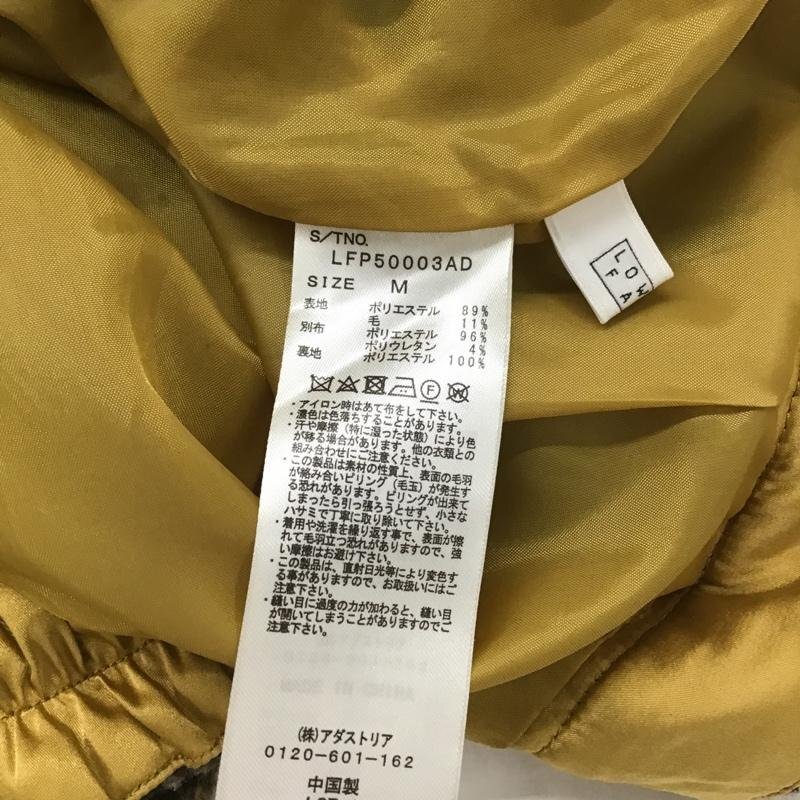 S/TNO.
LFP50003AD
SIZE M
表地 ポリエステル 89%
毛 11%
別布 ポリエステル 96%
ポリウレタン 4%
裏地 ポリエステル 100%
・アイロン時はあて布をして下さい。
・濃色は色落ちすることがあります。
・汗や摩擦（特に湿った状態）により色
が移る場合があります。他の衣類との
組み合わせにご注意ください。
・この製品は素材の性質上、表面の毛羽
が絡み合いピリング（毛玉）が発生す
る恐れがあります。ピリングが出来て
しまったら引っ張ろうとせず、小さな
ハサミで丁寧に取り除いて下さい。
・着用や洗濯を繰り返す事で、表面が擦
れて毛羽立つ恐れがありますので、強
い摩擦はお避け下さい。
・この製品は、直射日光等により変色す
る事がありますので、お取扱いにはご
注意下さい。
・縫い目に過度の力が加わると、縫い目
が開いてしまうことがありますのでご
注意下さい。
(株)アダストリア
0120-601-162
中国製
LOW
FA